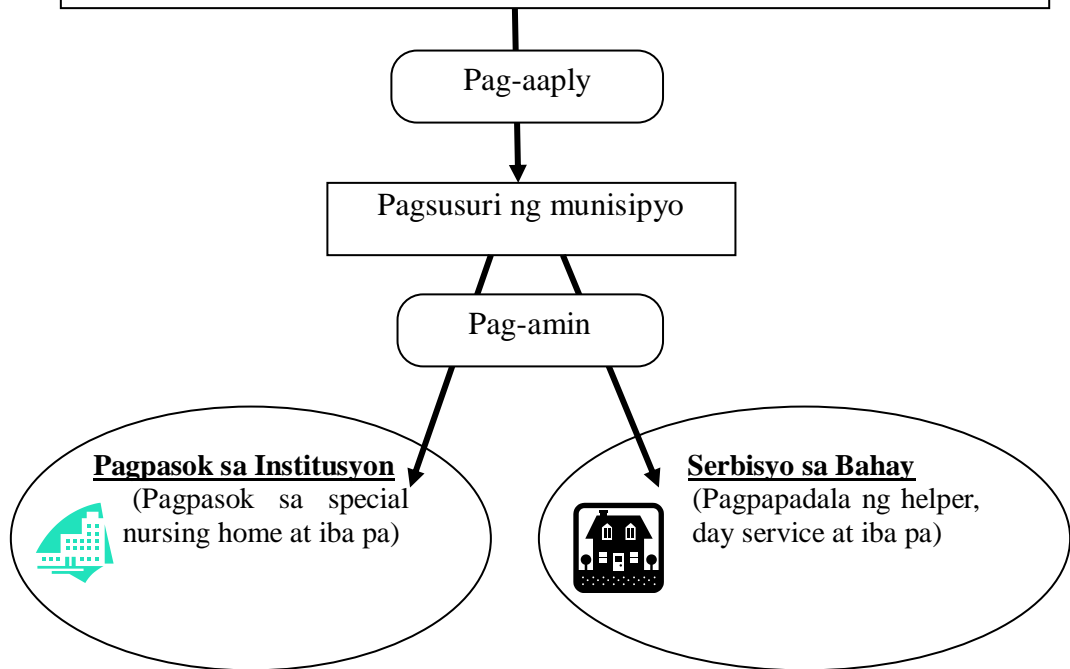 Pag-aaply
Pagsusuri ng munisipyo
Pag-amin
Pagpasok sa Institusyon
(Pagpasok sa special
nursing home at iba pa)
Serbisyo sa Bahay
(Pagpapadala ng helper,
day service at iba pa)